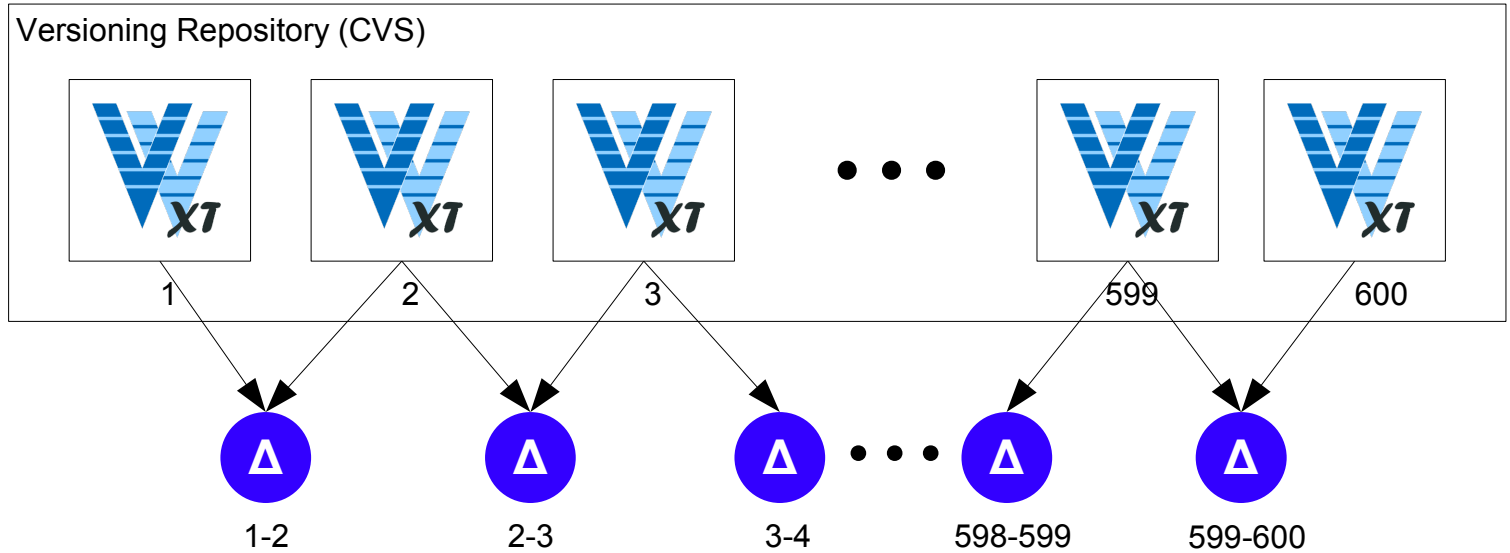 Versioning Repository (CVS)
XT XT XT XT XT
1 2 3 599 600
Δ Δ Δ Δ Δ
1-2 2-3 3-4 598-599 599-600